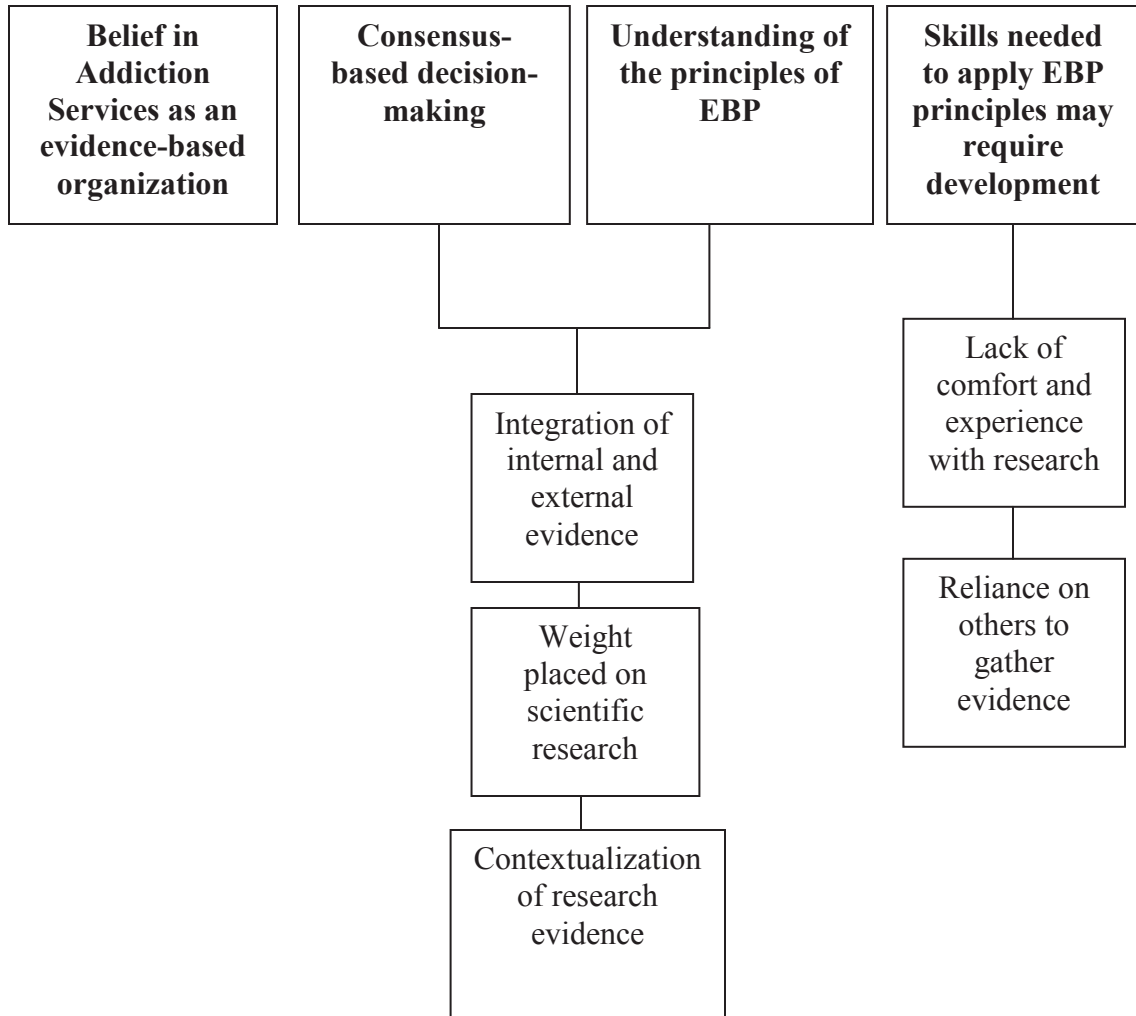 Belief in
Addiction
Services as an
evidence-based
organization
Consensus-
based decision-
making
Understanding of
the principles of
EBP
Skills needed
to apply EBP
principles may
require
development
Integration of
internal and
external
evidence
Weight
placed on
scientific
research
Contextualization
of research
evidence
Lack of
comfort and
experience
with research
Reliance on
others to
gather
evidence